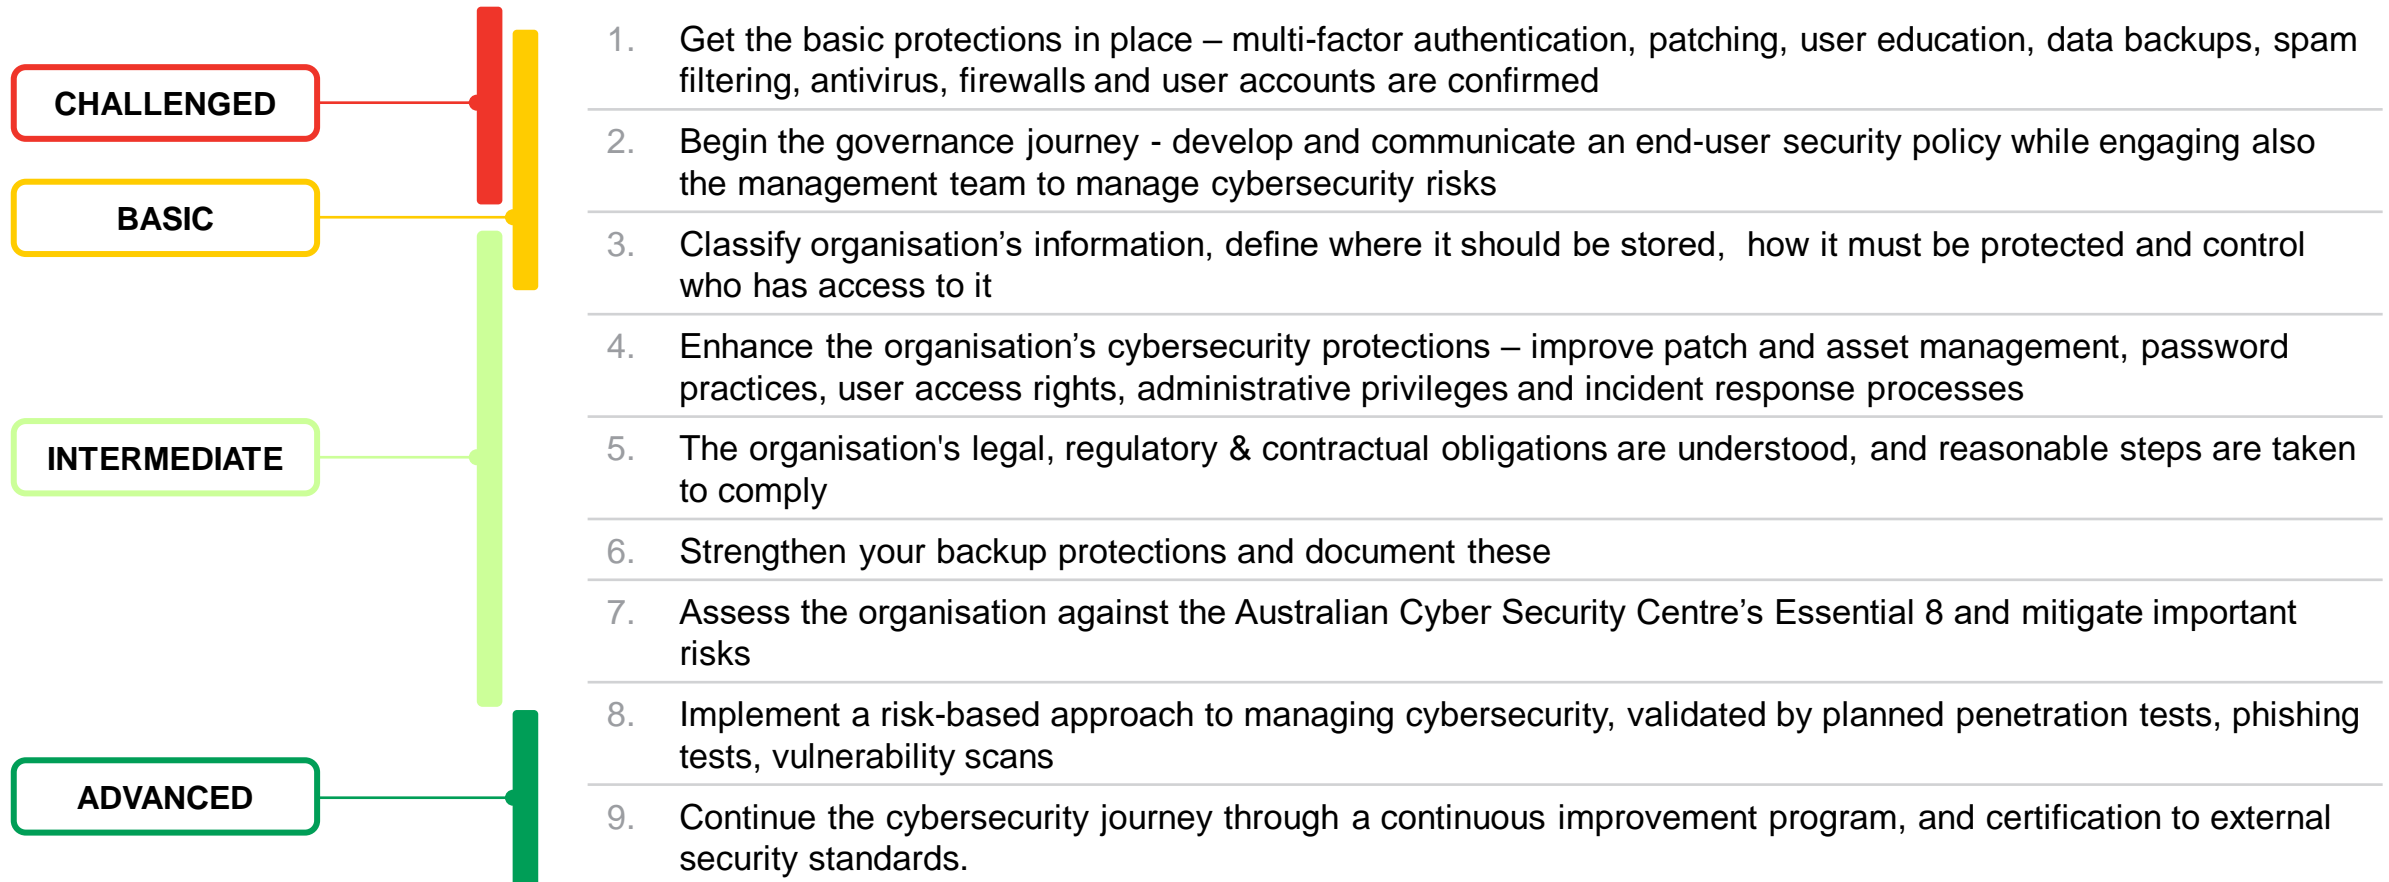 CHALLENGED
BASIC
INTERMEDIATE
ADVANCED
1. Get the basic protections in place – multi-factor authentication, patching, user education, data backups, spam
filtering, antivirus, firewalls and user accounts are confirmed
2. Begin the governance journey - develop and communicate an end-user security policy while engaging also
the management team to manage cybersecurity risks
3. Classify organisation’s information, define where it should be stored, how it must be protected and control
who has access to it
4. Enhance the organisation’s cybersecurity protections – improve patch and asset management, password
practices, user access rights, administrative privileges and incident response processes
5. The organisation's legal, regulatory & contractual obligations are understood, and reasonable steps are taken
to comply
6. Strengthen your backup protections and document these
7. Assess the organisation against the Australian Cyber Security Centre’s Essential 8 and mitigate important
risks
8. Implement a risk-based approach to managing cybersecurity, validated by planned penetration tests, phishing
tests, vulnerability scans
9. Continue the cybersecurity journey through a continuous improvement program, and certification to external
security standards.